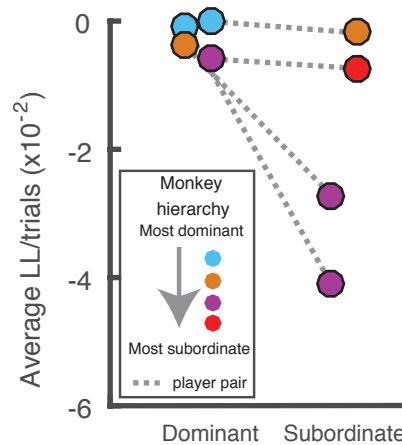 0
-2
-4
-6
Average LL/trials (x10⁻²)
Monkey
hierarchy
Most dominant
Most subordinate
player pair
Dominant
Subordinate